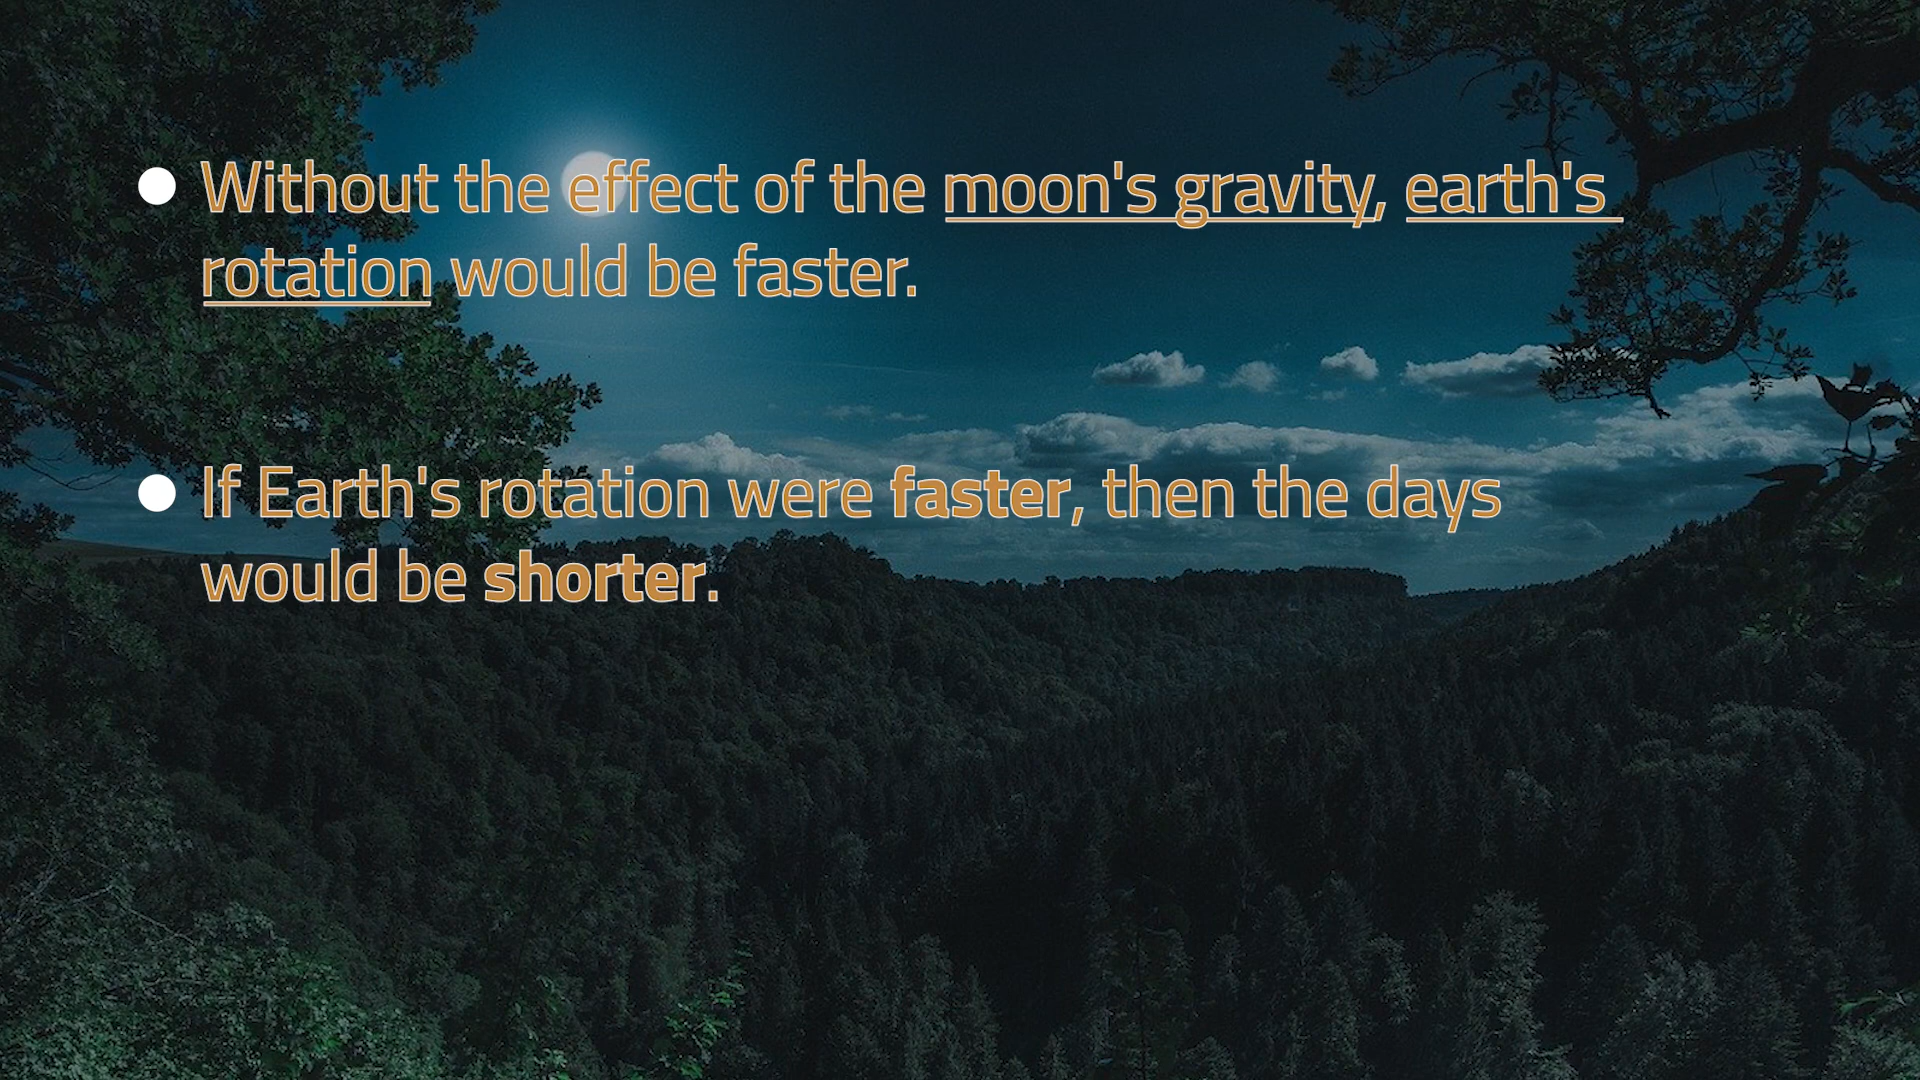 Without the effect of the moon's gravity, earth's
rotation would be faster.
If Earth's rotation were faster, then the days
would be shorter.